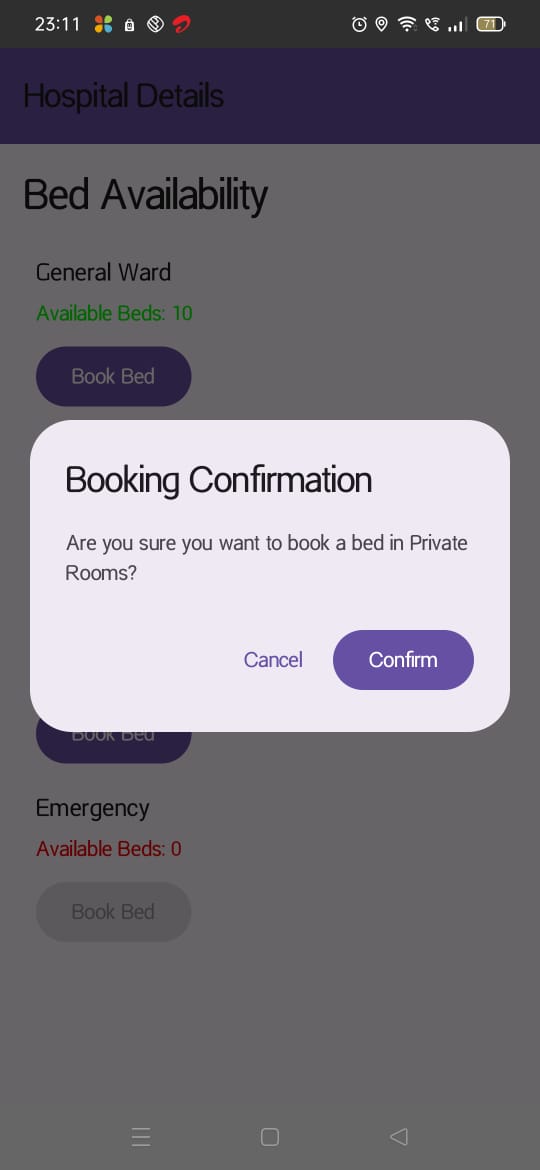 23:11
71
Hospital Details
Bed Availability
General Ward
Available Beds: 10
Book Bed
Booking Confirmation
Are you sure you want to book a bed in Private
Rooms?
Cancel
Confirm
Book Bed
Emergency
Available Beds: 0
Book Bed